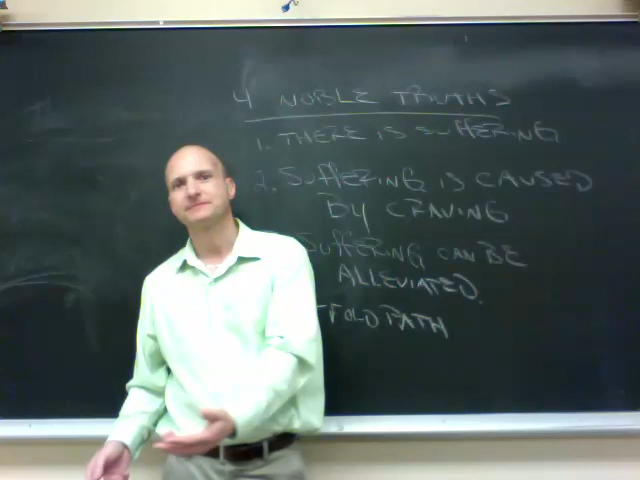 4 NOBLE TRUTHS
1. THERE IS SUFFERING
2. SUFFERING IS CAUSED
BY CRAVING
SUFFERING CAN BE
ALLEVIATED.
FOLD PATH